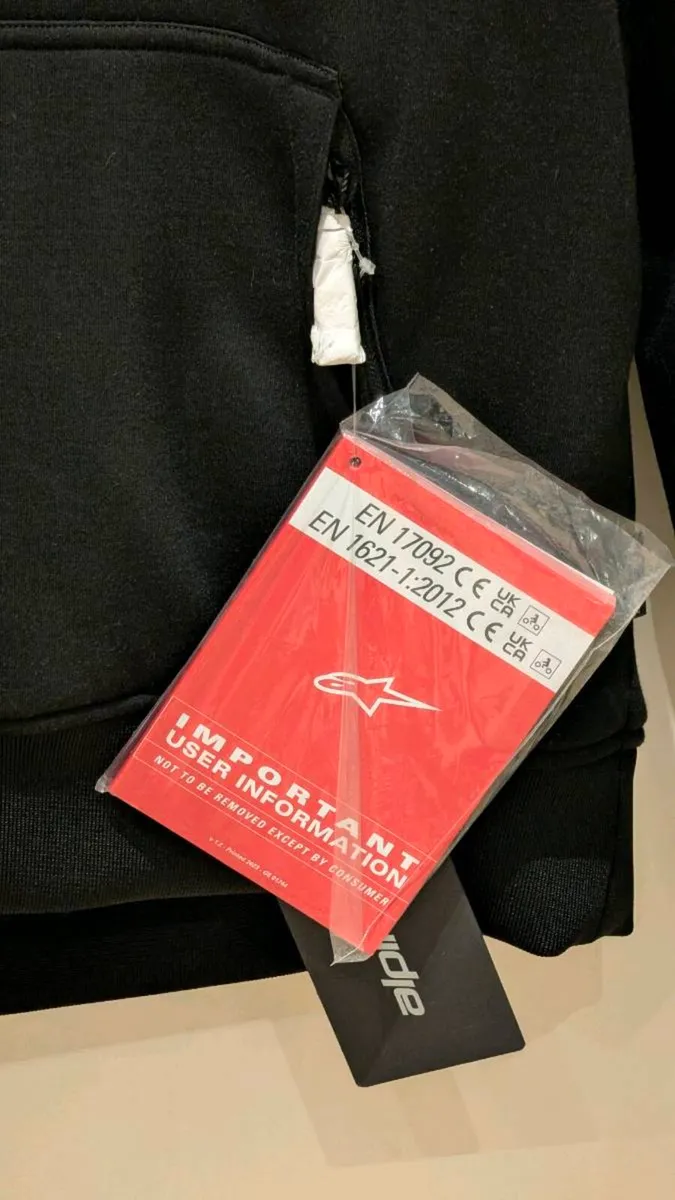 EN 17092 CE UK CA
EN 1621-1:2012 CE UK CA
IMPORTANT
USER INFORMATION
NOT TO BE REMOVED EXCEPT BY CONSUMER